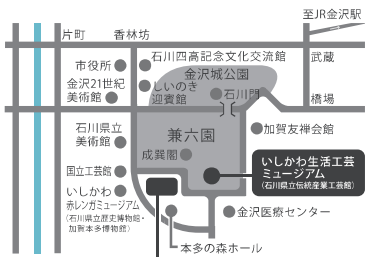 至JR金沢駅
片町
香林坊
武蔵
石川四高記念文化交流館
市役所
金沢城公園
しいのき
迎賓館
金沢21世紀
美術館
石川門
橋場
兼六園
石川県立
美術館
加賀友禅会館
成巽閣
いしかわ生活工芸
ミュージアム
(石川県立伝統産業工芸館)
国立工芸館
いしかわ
赤レンガミュージアム
(石川県立歴史博物館・
加賀本多博物館)
金沢医療センター
本多の森ホール